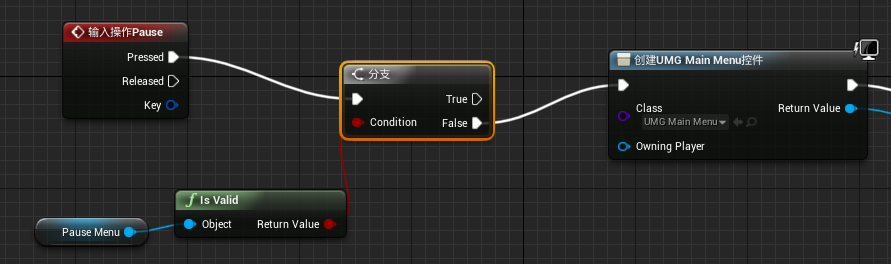 输入操作Pause
Pressed
Released
Key
分支
True
Condition
False
创建UMG Main Menu控件
Class
UMG Main Menu
Return Value
Owning Player
Is Valid
Pause Menu
Object
Return Value